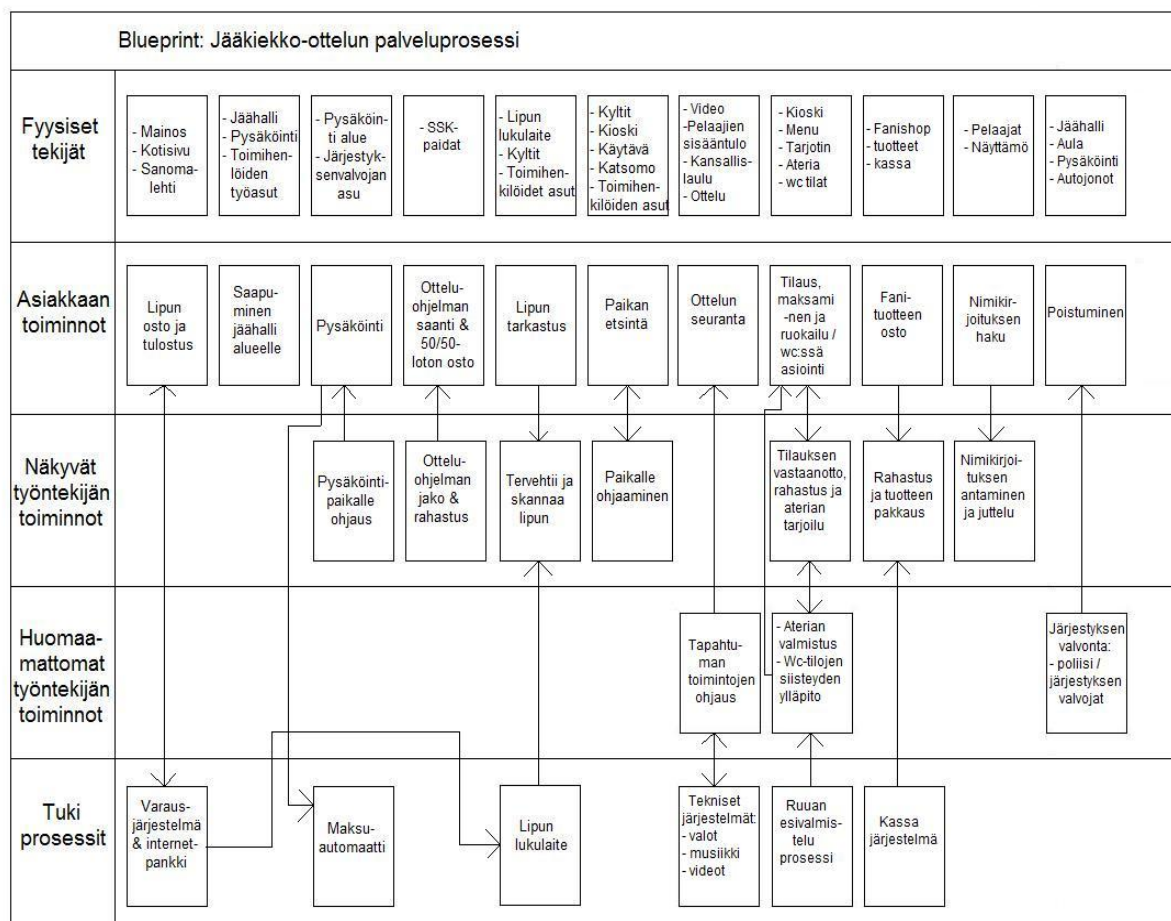 Blueprint: Jääkiekko-ottelun palveluprosessi
Fyysiset
tekijät
- Mainos
- Kotisivu
- Sanoma-
lehti
- Jäähalli
- Pysäköinti
- Toimihen-
löiden
työasut
- Pysäköin-
ti alue
- Järjestyk-
senvalvojan
asu
- SSK-
paidat
- Lipun
lukulaite
- Kyltit
- Toimihen-
kilöidet asut
- Kyltit
- Kioski
- Käytävä
- Katsomo
- Toimihen-
kilöiden asut
- Video
-Pelaajien
sisääntulo
- Kansallis-
laulu
- Ottelu
- Kioski
- Menu
- Tarjotin
- Ateria
- wc tilat
- Fanishop
- tuotteet
- kassa
- Pelaajat
- Näyttämö
- Jäähalli
- Aula
- Pysäköinti
- Autojonot
Asiakkaan
toiminnot
Lipun
osto ja
tulostus
Saapu-
minen
jäähalli
alueelle
Pysäköinti
Ottelu-
ohjelman
saanti &
50/50-
loton osto
Lipun
tarkastus
Paikan
etsintä
Ottelun
seuranta
Tilaus,
maksami
-nen ja
ruokailu /
wc:ssä
asiointi
Fani-
tuotteen
osto
Nimikir-
joituksen
haku
Poistuminen
Näkyvät
työntekijän
toiminnot
Pysäköinti-
paikalle
ohjaus
Ottelu-
ohjelman
jako &
rahastus
Tervehtii ja
skannaa
lipun
Paikalle
ohjaaminen
Tilauksen
vastaanotto,
rahastus ja
aterian
tarjoilu
Rahastus
ja tuotteen
pakkaus
Nimikirjoi-
tuksen
antaminen
ja juttelu
Huomaa-
mattomat
työntekijän
toiminnot
Tapahtu-
man
toimintojen
ohjaus
- Aterian
valmistus
- Wc-tilojen
siisteyden
ylläpito
Järjestyksen
valvonta:
- poliisi /
järjestyksen
valvojat
Tuki
prosessit
Varaus-
järjestelmä
& internet-
pankki
Maksu-
automaatti
Lipun
lukulaite
Tekniset
järjestelmät:
- valot
- musiikki
- videot
Ruuan
esivalmis-
telu
prosessi
Kassa
järjestelmä